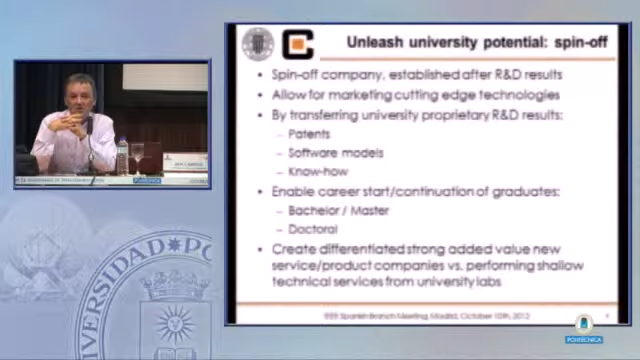 Unleash university potential: spin-off
• Spin-off company, established after R&D results
• Allow for marketing cutting edge technologies
• By transferring university proprietary R&D results:
– Patents
– Software models
– Know-how
• Enable career start/continuation of graduates:
– Bachelor / Master
– Doctoral
• Create differentiated strong added value new
service/product companies vs. performing shallow
technical services from university labs
Spanish Branch Meeting, Madrid, October 10th, 2012
POLITÉCNICA
UNIVERSIDAD PO